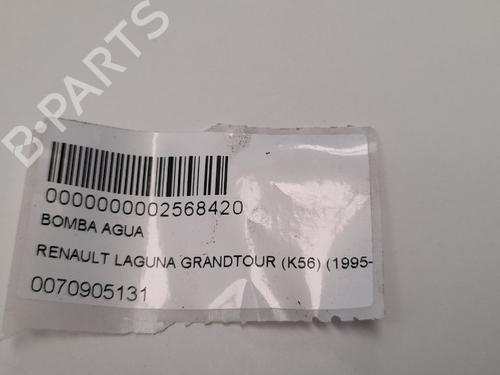 B-PARTS
0000000002568420
BOMBA AGUA
RENAULT LAGUNA GRANDTOUR (K56) (1995-
0070905131